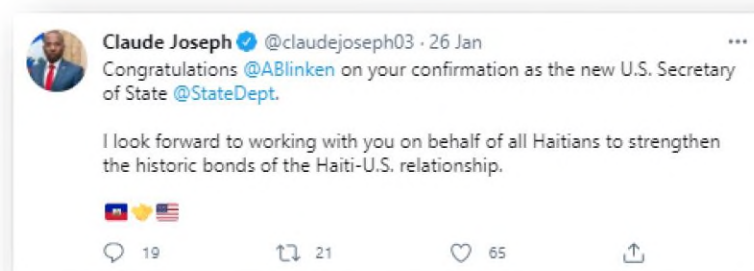 Claude Joseph @claudejoseph03 · 26 Jan
Congratulations @ABlinken on your confirmation as the new U.S. Secretary
of State @StateDept.
I look forward to working with you on behalf of all Haitians to strengthen
the historic bonds of the Haiti-U.S. relationship.
19 21 65